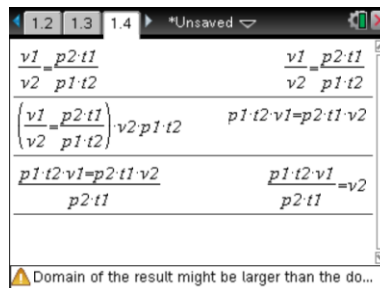 1.2 1.3 1.4 *Unsaved
v1/v2=p2·t1/p1·t2 v1/v2=p2·t1/p1·t2
(v1/v2=p2·t1/p1·t2)·v2·p1·t2 p1·t2·v1=p2·t1·v2
p1·t2·v1=p2·t1·v2/p2·t1 p1·t2·v1/p2·t1=v2
Domain of the result might be larger than the do...